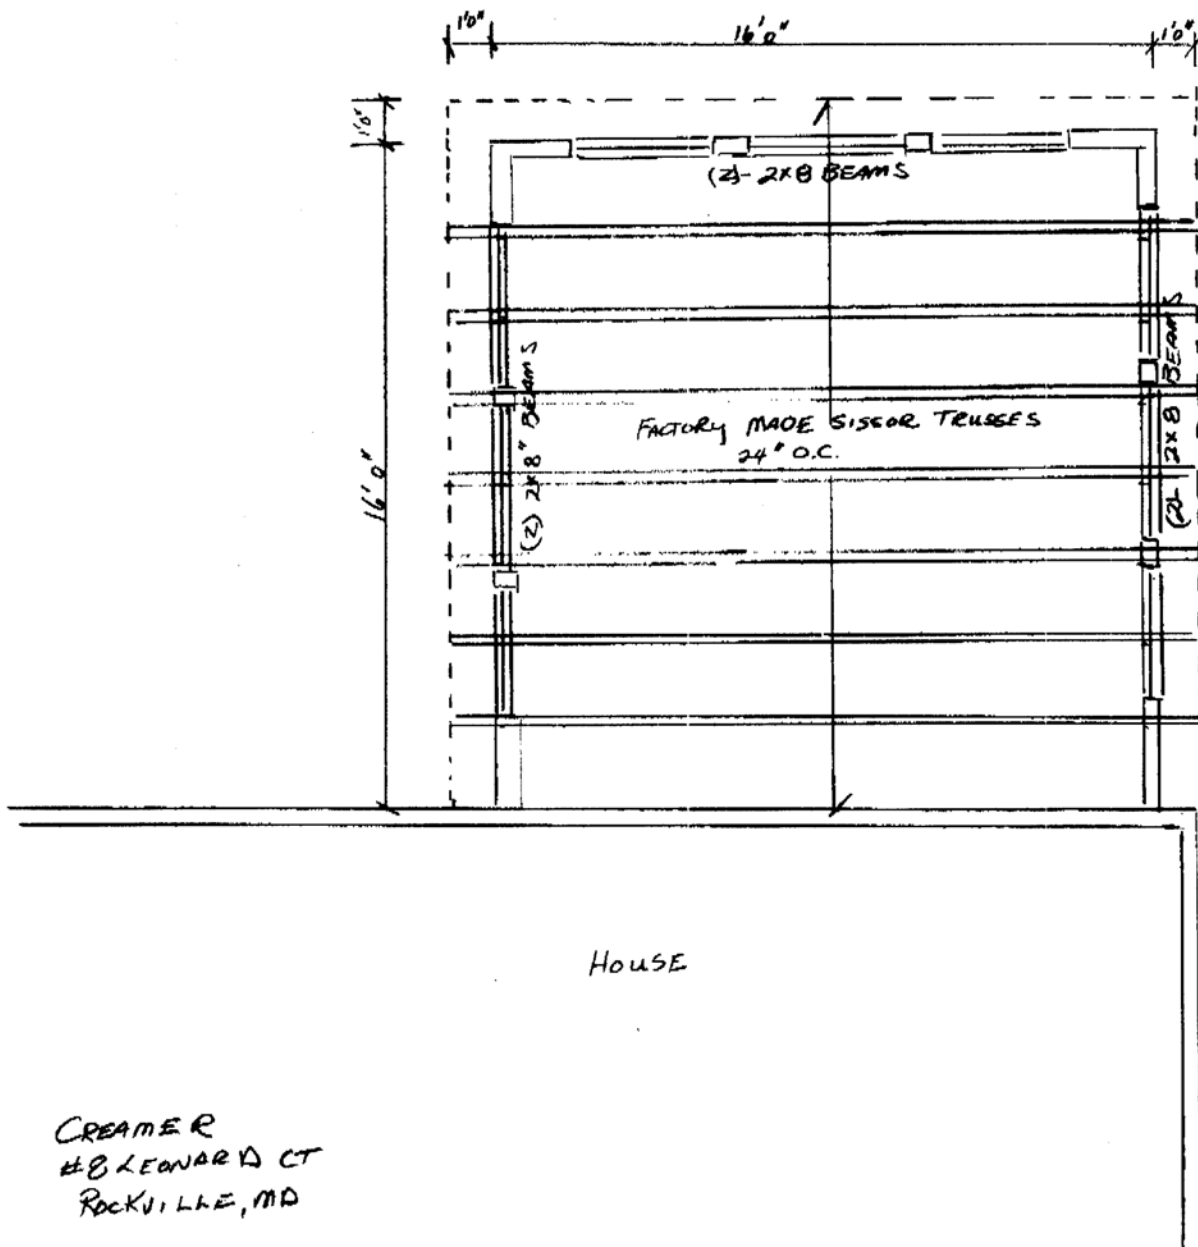 1'0"
16'0"
1'0"
1'0"
(2)- 2x8 BEAMS
(2) 2x8" BEAMS
(2)- 2x8 BEAMS
FACTORY MADE SISSOR TRUSSES
24" O.C.
16'0"
HOUSE
CREAMER
#8 LEONARD CT
ROCKVILLE, MD